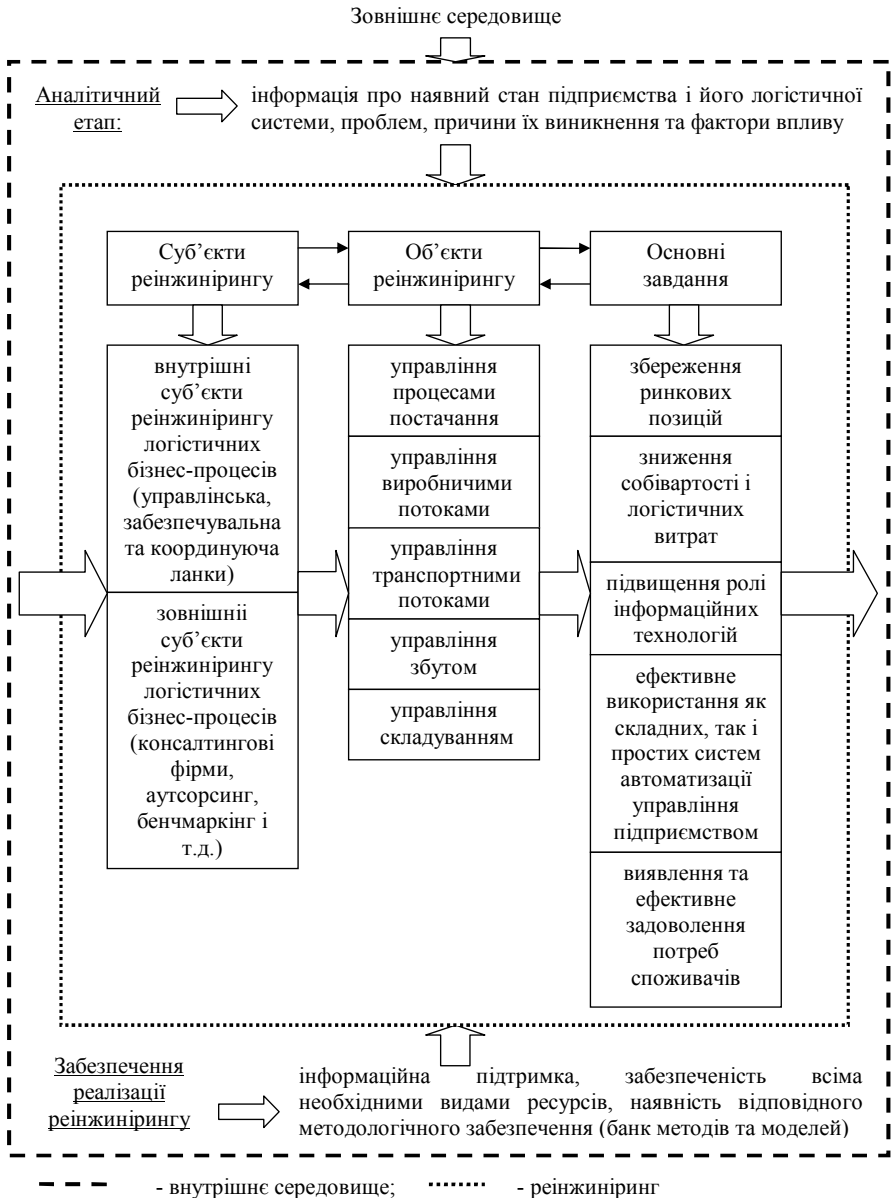 Зовнішнє середовище
Аналітичний
етап:
інформація про наявний стан підприємства і його логістичної
системи, проблем, причини їх виникнення та фактори впливу
Суб’єкти
реінжинірингу
Об’єкти
реінжинірингу
Основні
завдання
внутрішні
суб’єкти
реінжинірингу
логістичних
бізнес-процесів
(управлінська,
забезпечувальна
та координуюча
ланки)
зовнішніі
суб’єкти
реінжинірингу
логістичних
бізнес-процесів
(консалтингові
фірми,
аутсорсинг,
бенчмаркінг і
т.д.)
управління
процесами
постачання
управління
виробничими
потоками
управління
транспортними
потоками
управління
збутом
управління
складуванням
збереження
ринкових
позицій
зниження
собівартості і
логістичних
витрат
підвищення ролі
інформаційних
технологій
ефективне
використання як
складних, так і
простих систем
автоматизації
управління
підприємством
виявлення та
ефективне
задоволення
потреб
споживачів
Забезпечення
реалізації
реінжинірингу
інформаційна підтримка, забезпеченість всіма
необхідними видами ресурсів, наявність відповідного
методологічного забезпечення (банк методів та моделей)
- внутрішнє середовище; - реінжиніринг